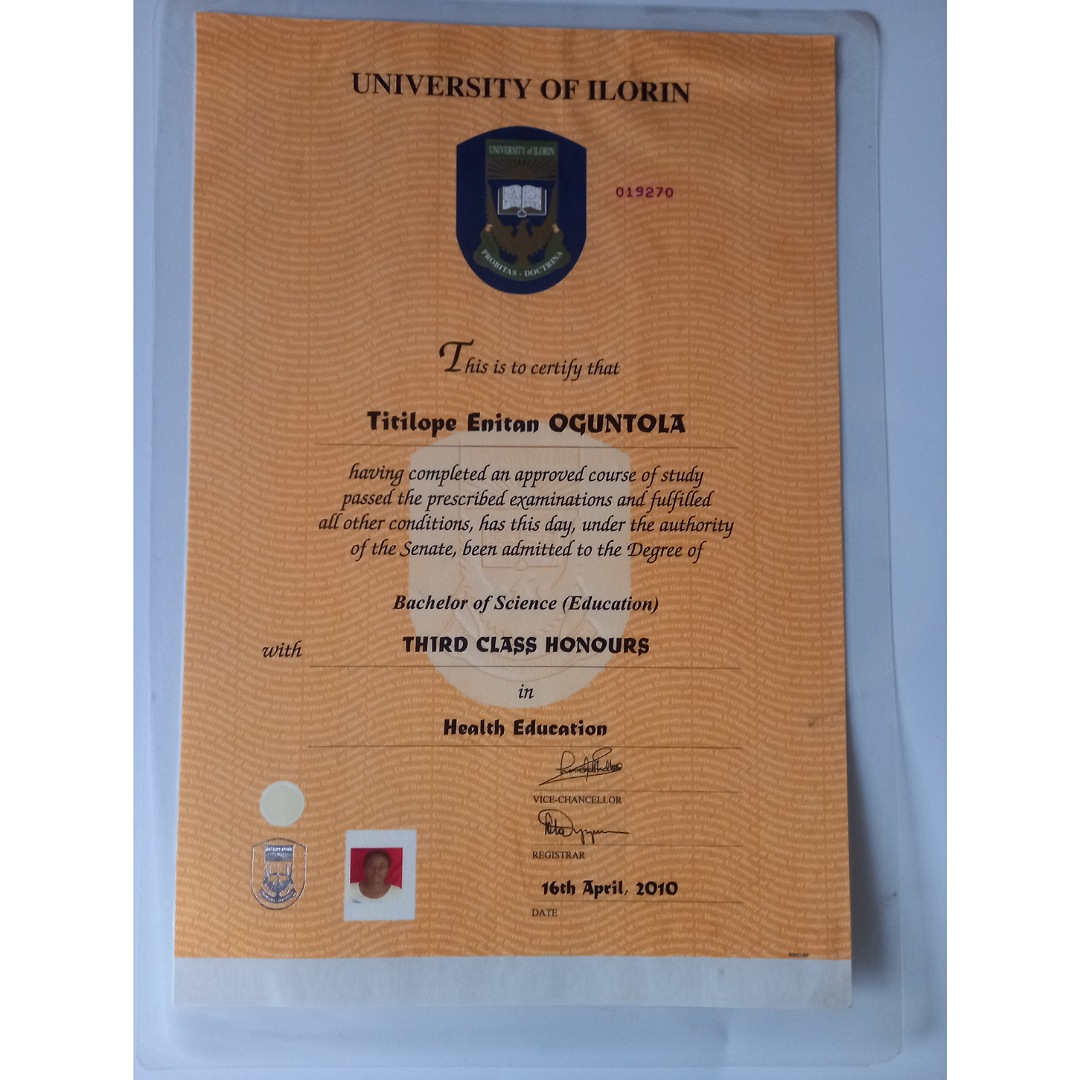 UNIVERSITY OF ILORIN
UNIVERSITY of ILORIN
019270
PROBITAS - DOCTRINA
This is to certify that
Titilope Enitan OGUNTOLA
having completed an approved course of study
passed the prescribed examinations and fulfilled
all other conditions, has this day, under the authority
of the Senate, been admitted to the Degree of
Bachelor of Science (Education)
with THIRD CLASS HONOURS
in
Health Education
VICE-CHANCELLOR
REGISTRAR
16th April, 2010
DATE